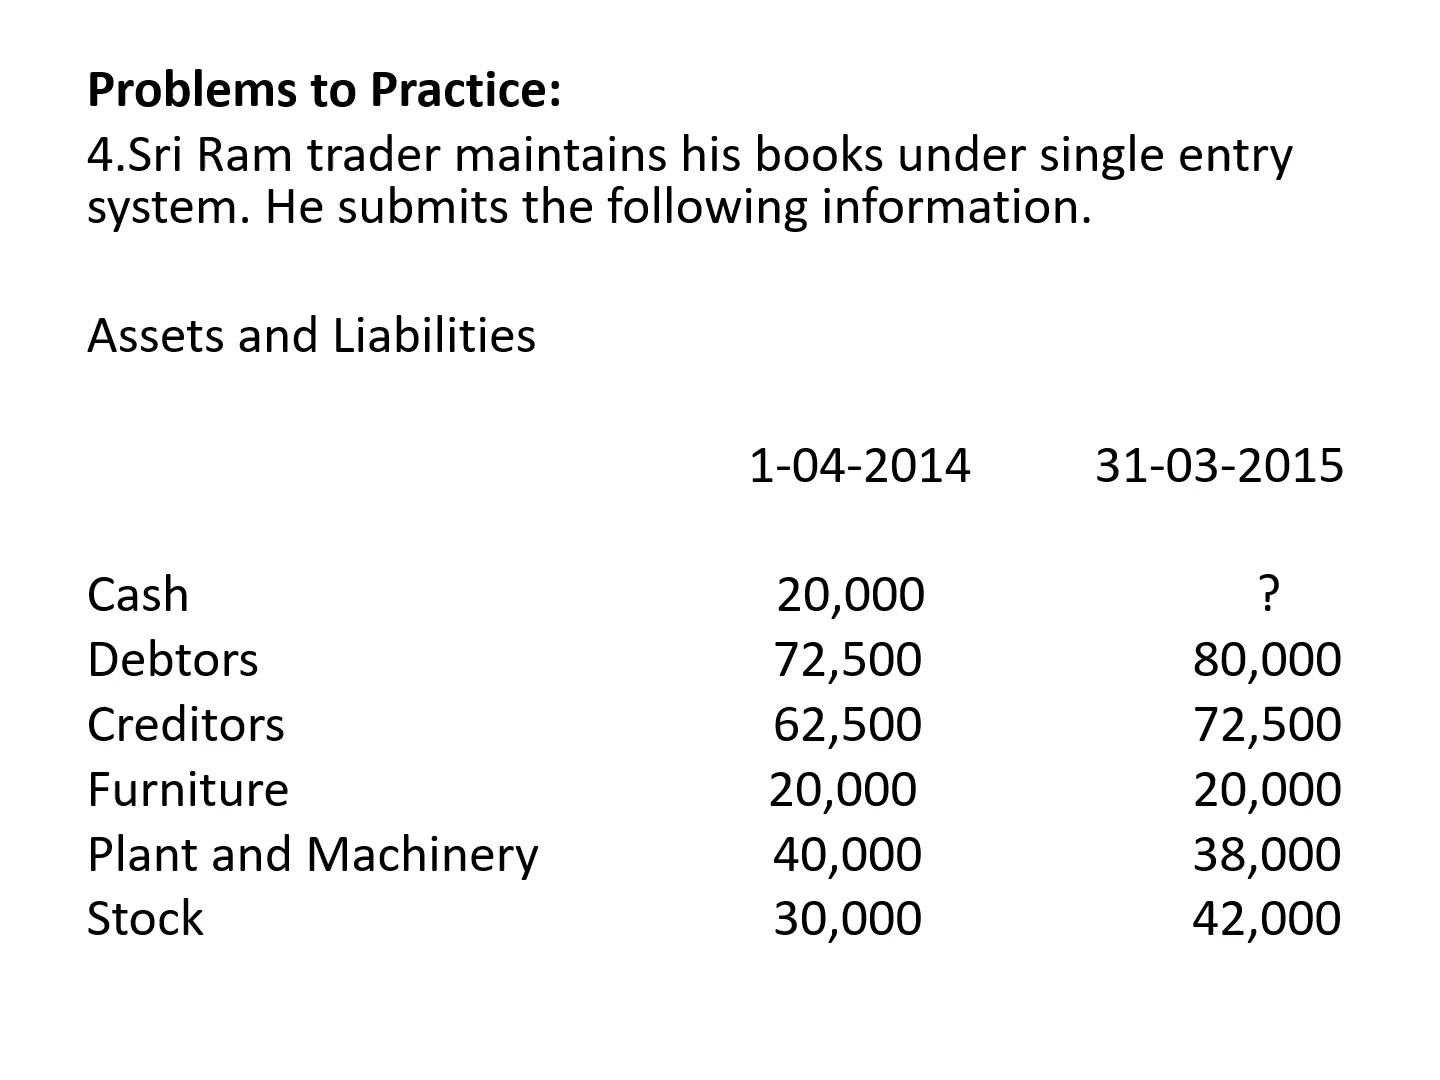 Problems to Practice:
4.Sri Ram trader maintains his books under single entry
system. He submits the following information.
Assets and Liabilities
1-04-2014 31-03-2015
Cash 20,000 ?
Debtors 72,500 80,000
Creditors 62,500 72,500
Furniture 20,000 20,000
Plant and Machinery 40,000 38,000
Stock 30,000 42,000